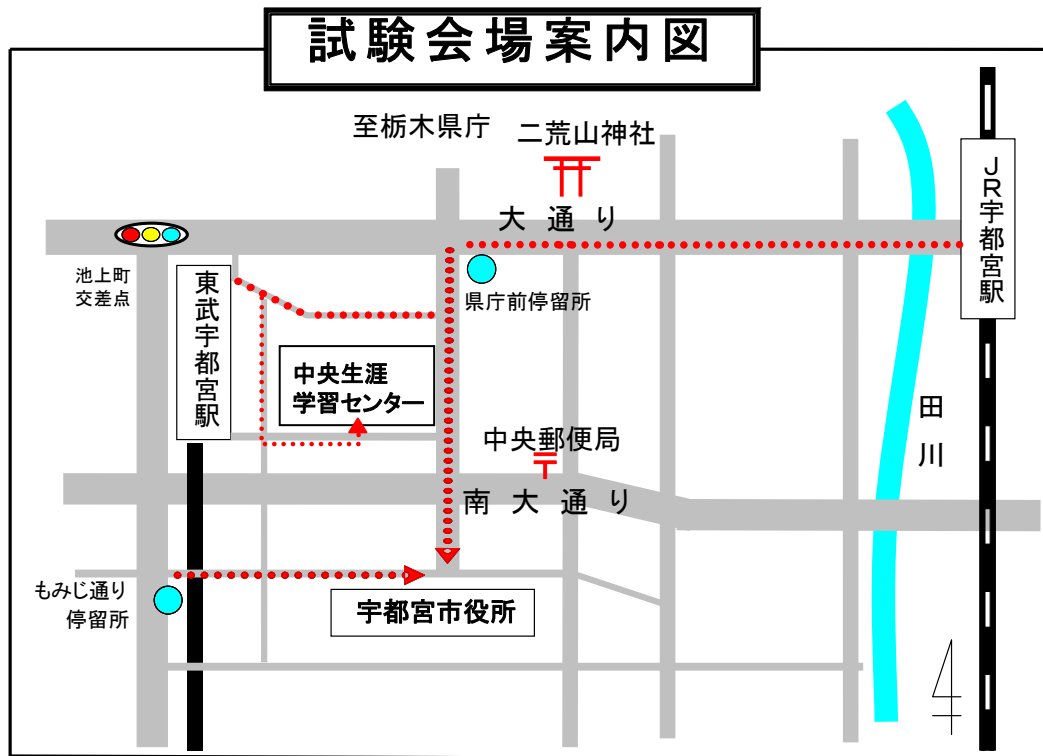 試験会場案内図
至栃木県庁
二荒山神社
大通り
JR宇都宮駅
池上町
交差点
東武宇都宮駅
県庁前停留所
中央生涯
学習センター
田川
中央郵便局
南大通り
もみじ通り
停留所
宇都宮市役所